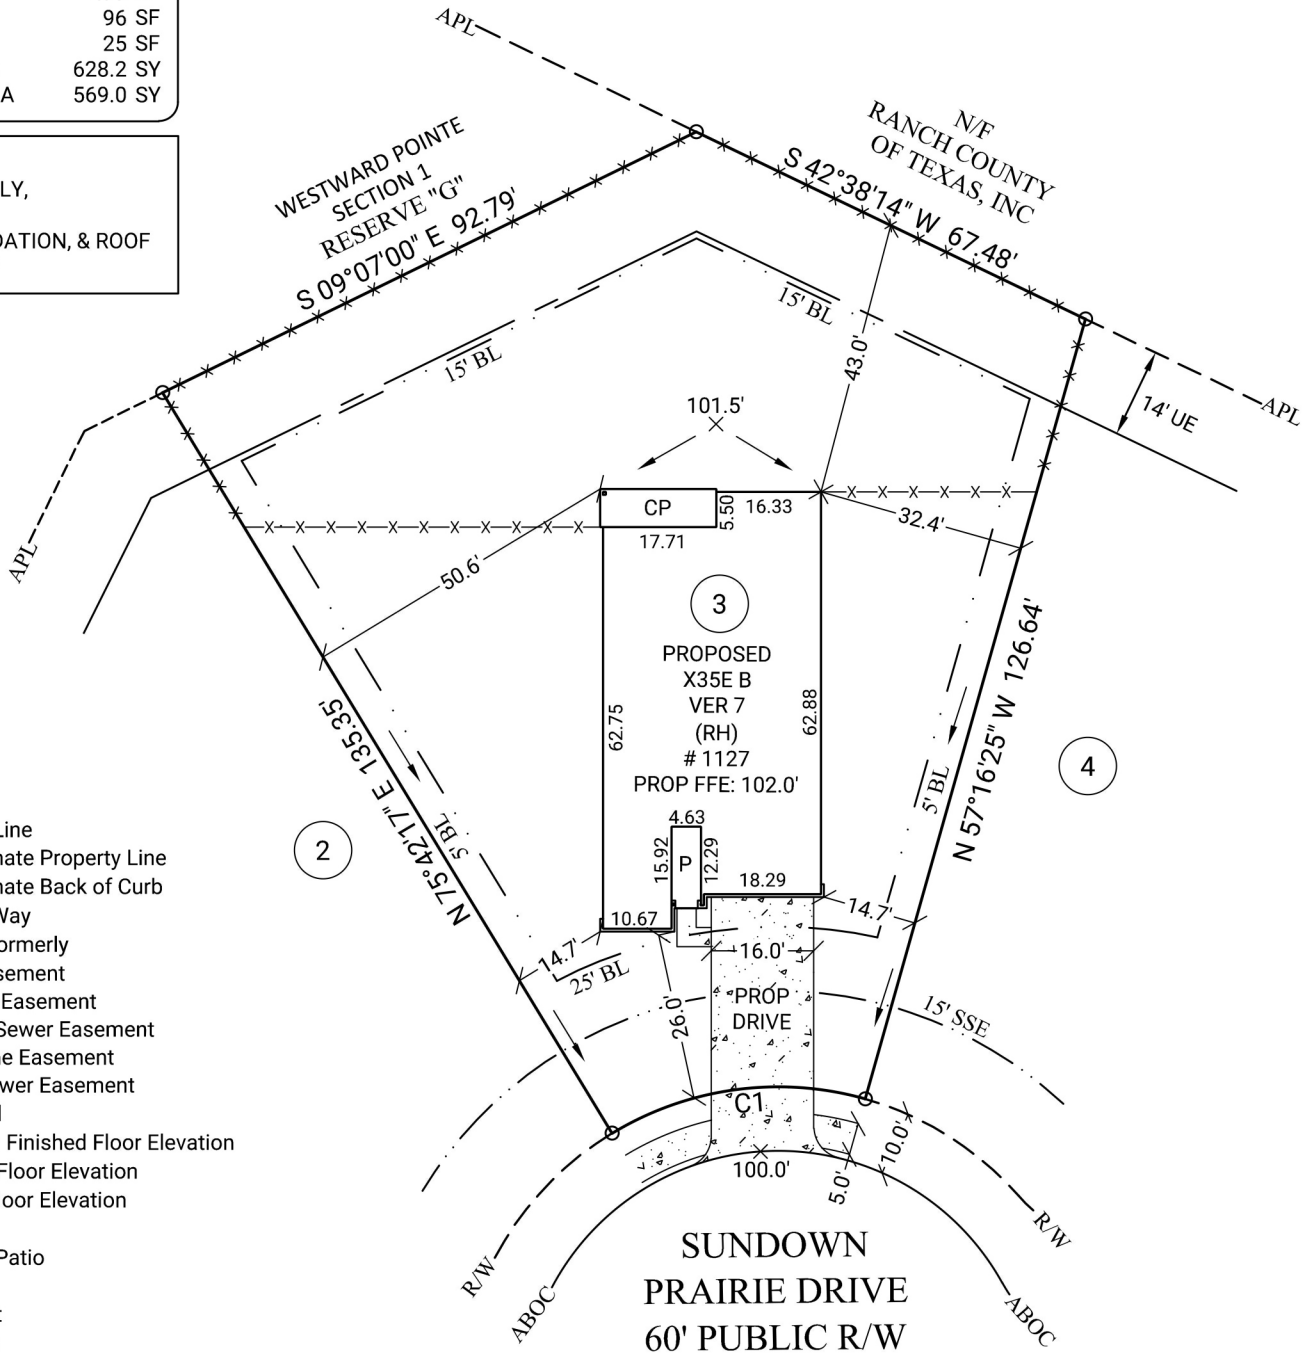 96 SF
25 SF
628.2 SY
A 569.0 SY
LY,
DATION, & ROOF
APL
WESTWARD POINTE
SECTION 1
RESERVE "G"
S 09°07'00" E 92.79'
N/F
RANCH COUNTY
OF TEXAS, INC
S 42°38'14" W 67.48'
15' BL
15' BL
43.0'
14' UE
APL
APL
101.5'
CP
5.50
16.33
17.71
32.4'
50.6'
3
PROPOSED
X35E B
VER 7
(RH)
# 1127
PROP FFE: 102.0'
62.75
62.88
N 75°42'17" E 135.35'
5' BL
N 57°16'25" W 126.64'
5' BL
2
4
4.63
15.92
P
12.29
18.29
10.67
14.7'
14.7'
25' BL
16.0'
26.0'
PROP
DRIVE
15' SSE
C1
100.0'
5.0'
10.0'
R/W
R/W
ABOC
ABOC
SUNDOWN
PRAIRIE DRIVE
60' PUBLIC R/W
Line
nate Property Line
nate Back of Curb
Way
ormerly
sement
Easement
Sewer Easement
ne Easement
wer Easement
Finished Floor Elevation
Floor Elevation
oor Elevation
Patio